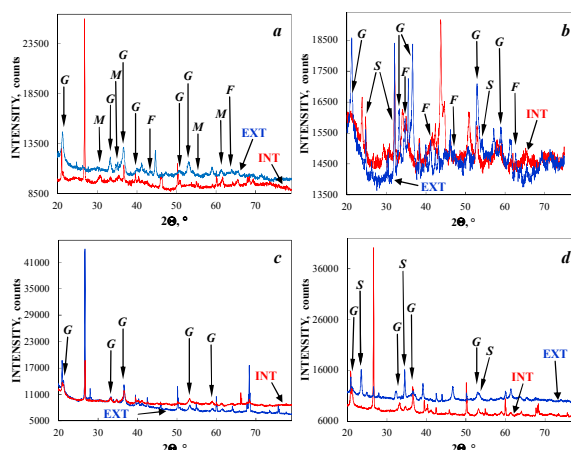 a
G M G M G G F G G M F M
EXT
INT
INTENSITY, counts
23500
18500
13500
8500
20 30 40 50 60 70
2Θ, °
b
G S G F F F G S G F
INT
EXT
INTENSITY, counts
19500
18500
17500
16500
15500
14500
13500
20 30 40 50 60 70
2Θ, °
c
G G G G G
INT
EXT
INTENSITY, counts
41000
35000
29000
23000
17000
11000
5000
20 30 40 50 60 70
2Θ, °
d
G S G S G G S
EXT
INT
INTENSITY, counts
36000
26000
16000
6000
20 30 40 50 60 70
2Θ, °